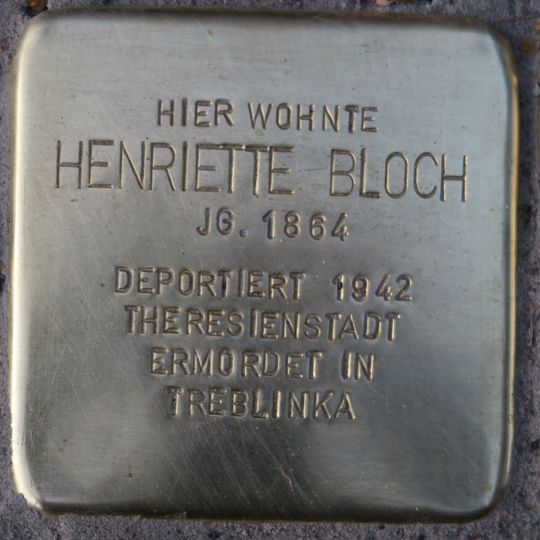 HIER WOHNTE
HENRIETTE BLOCH
JG. 1864
DEPORTIERT 1942
THERESIENSTADT
ERMORDET IN
TREBLINKA